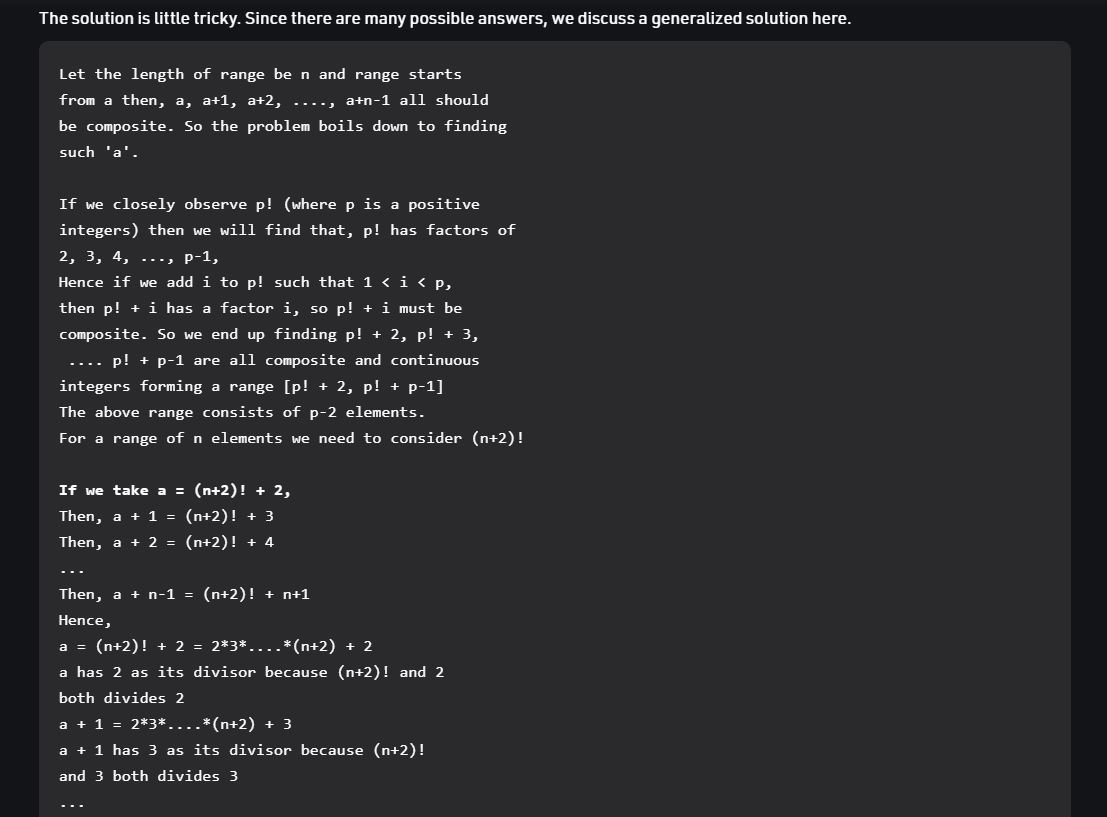 The solution is little tricky. Since there are many possible answers, we discuss a generalized solution here.
Let the length of range be n and range starts
from a then, a, a+1, a+2, ...., a+n-1 all should
be composite. So the problem boils down to finding
such 'a'.
If we closely observe p! (where p is a positive
integers) then we will find that, p! has factors of
2, 3, 4, ..., p-1,
Hence if we add i to p! such that 1 < i < p,
then p! + i has a factor i, so p! + i must be
composite. So we end up finding p! + 2, p! + 3,
.... p! + p-1 are all composite and continuous
integers forming a range [p! + 2, p! + p-1]
The above range consists of p-2 elements.
For a range of n elements we need to consider (n+2)!
If we take a = (n+2)! + 2,
Then, a + 1 = (n+2)! + 3
Then, a + 2 = (n+2)! + 4
...
Then, a + n-1 = (n+2)! + n+1
Hence,
a = (n+2)! + 2 = 2*3*....*(n+2) + 2
a has 2 as its divisor because (n+2)! and 2
both divides 2
a + 1 = 2*3*....*(n+2) + 3
a + 1 has 3 as its divisor because (n+2)!
and 3 both divides 3
...